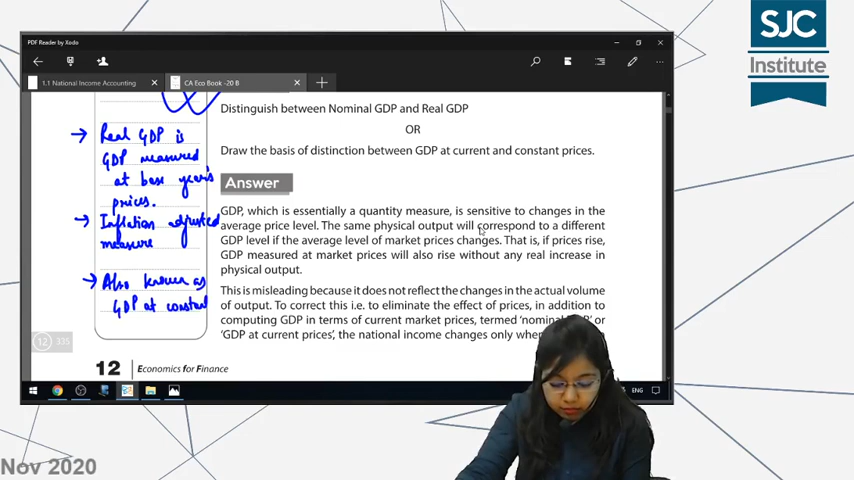 SJC
Institute
PDF Reader by Xodo
1.1 National Income Accounting
CA Eco Book -20 B
Distinguish between Nominal GDP and Real GDP
OR
Draw the basis of distinction between GDP at current and constant prices.
Answer
GDP, which is essentially a quantity measure, is sensitive to changes in the
average price level. The same physical output will correspond to a different
GDP level if the average level of market prices changes. That is, if prices rise,
GDP measured at market prices will also rise without any real increase in
physical output.
This is misleading because it does not reflect the changes in the actual volume
of output. To correct this i.e. to eliminate the effect of prices, in addition to
computing GDP in terms of current market prices, termed 'nominal or
'GDP at current prices', the national income changes only
→ Real GDP is
GDP measured
at base year's
prices.
→ Inflation adjusted
measure
→ Also known as
GDP at constant
12 335
12 Economics for Finance
ENG
Nov 2020